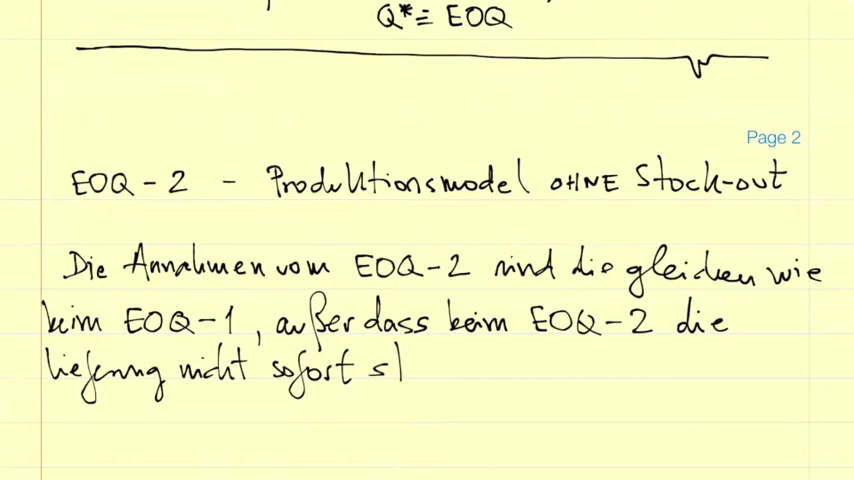 Q* ≡ EOQ
Page 2
EOQ - 2 - Produktionsmodel OHNE Stock-out
Die Annahmen vom EOQ-2 sind die gleichen wie
beim EOQ-1, außer dass beim EOQ-2 die
Lieferung nicht sofort